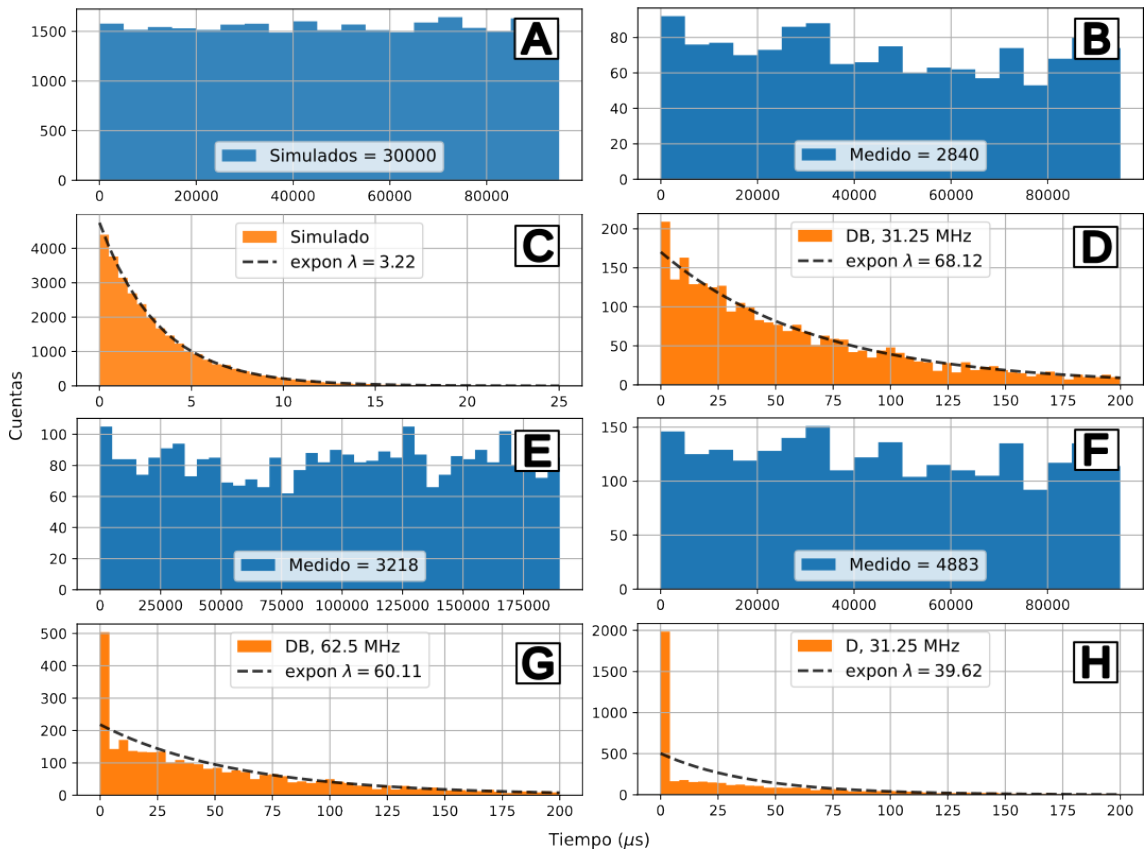 1500
1000
500
0
A
Simulados = 30000
0 20000 40000 60000 80000
80
60
40
20
0
B
Medido = 2840
0 20000 40000 60000 80000
4000
3000
2000
1000
0
C
Simulado
expon λ = 3.22
0 5 10 15 20 25
200
150
100
50
0
D
DB, 31.25 MHz
expon λ = 68.12
0 25 50 75 100 125 150 175 200
Cuentas
100
80
60
40
20
0
E
Medido = 3218
0 25000 50000 75000 100000 125000 150000 175000
150
125
100
75
50
25
0
F
Medido = 4883
0 20000 40000 60000 80000
500
400
300
200
100
0
G
DB, 62.5 MHz
expon λ = 60.11
0 25 50 75 100 125 150 175 200
2000
1500
1000
500
0
H
D, 31.25 MHz
expon λ = 39.62
0 25 50 75 100 125 150 175 200
Tiempo (μs)